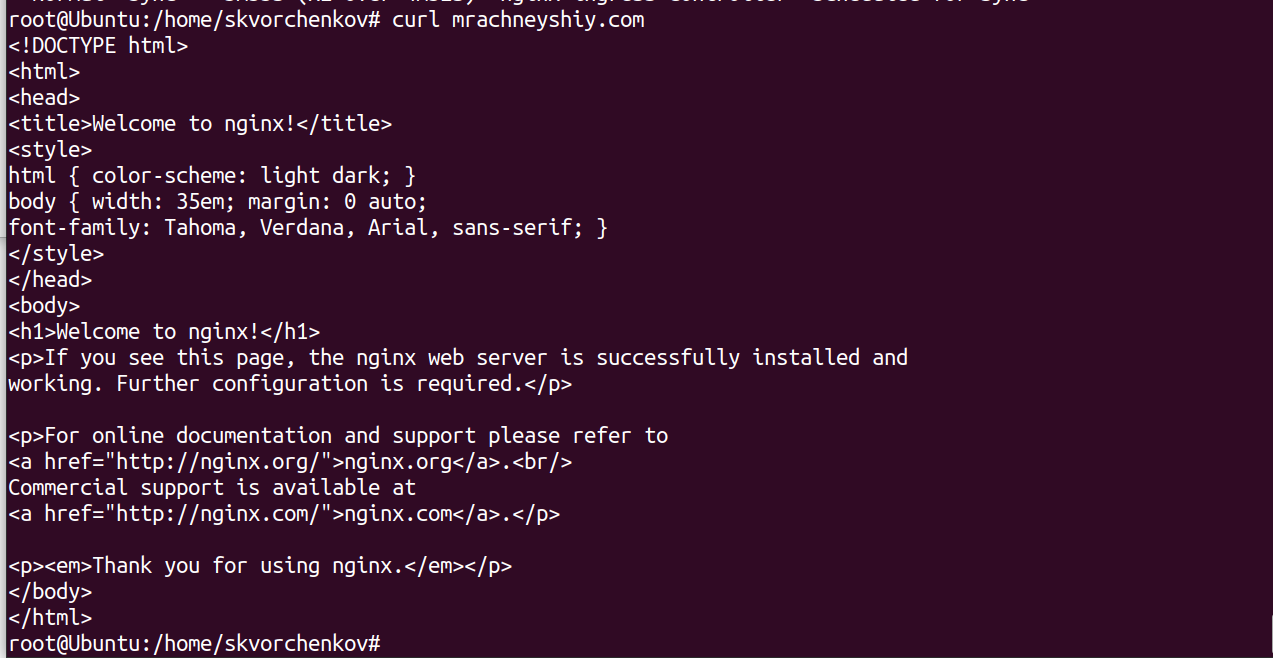 root@Ubuntu:/home/skvorchenkov# curl mrachneyshiy.com
<!DOCTYPE html>
<html>
<head>
<title>Welcome to nginx!</title>
<style>
html { color-scheme: light dark; }
body { width: 35em; margin: 0 auto;
font-family: Tahoma, Verdana, Arial, sans-serif; }
</style>
</head>
<body>
<h1>Welcome to nginx!</h1>
<p>If you see this page, the nginx web server is successfully installed and
working. Further configuration is required.</p>

<p>For online documentation and support please refer to
<a href="http://nginx.org/">nginx.org</a>.<br/>
Commercial support is available at
<a href="http://nginx.com/">nginx.com</a>.</p>

<p><em>Thank you for using nginx.</em></p>
</body>
</html>
root@Ubuntu:/home/skvorchenkov#